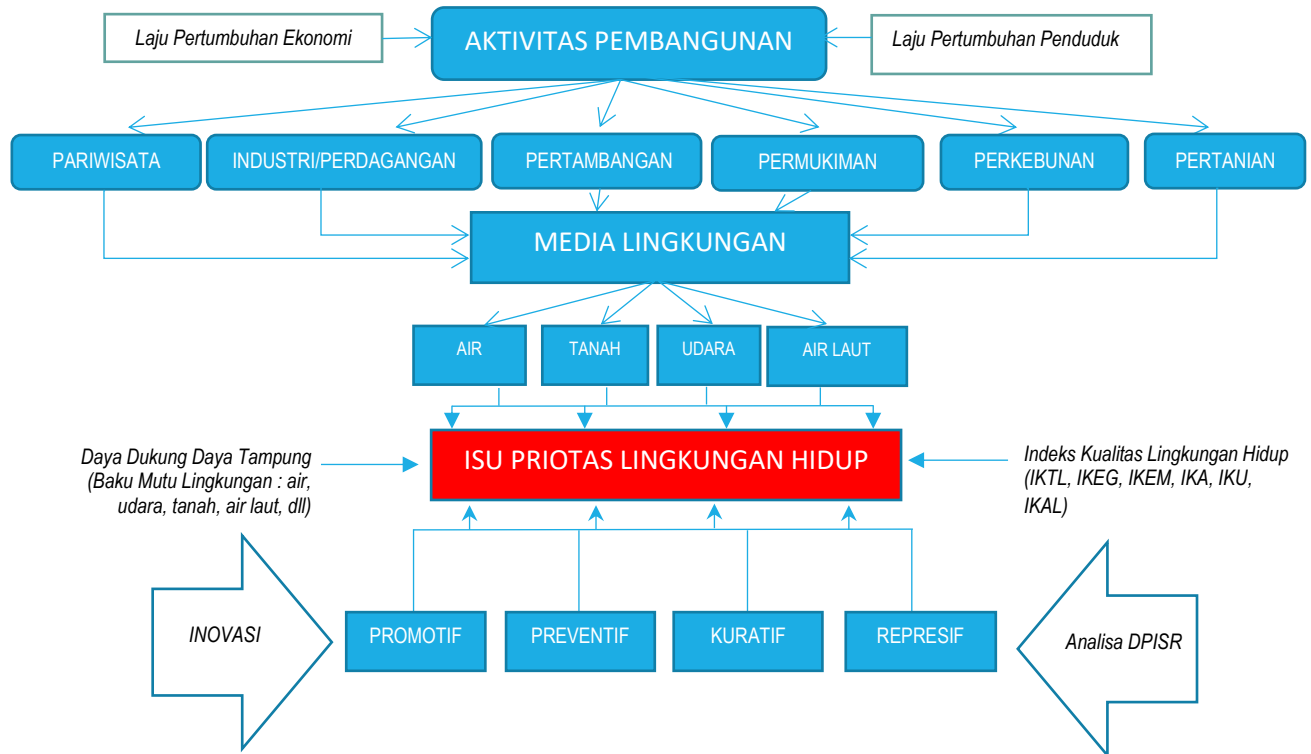 Laju Pertumbuhan Ekonomi
AKTIVITAS PEMBANGUNAN
Laju Pertumbuhan Penduduk
PARIWISATA
INDUSTRI/PERDAGANGAN
PERTAMBANGAN
PERMUKIMAN
PERKEBUNAN
PERTANIAN
MEDIA LINGKUNGAN
AIR
TANAH
UDARA
AIR LAUT
Daya Dukung Daya Tampung
(Baku Mutu Lingkungan : air,
udara, tanah, air laut, dll)
ISU PRIOTAS LINGKUNGAN HIDUP
Indeks Kualitas Lingkungan Hidup
(IKTL, IKEG, IKEM, IKA, IKU,
IKAL)
INOVASI
PROMOTIF
PREVENTIF
KURATIF
REPRESIF
Analisa DPISR